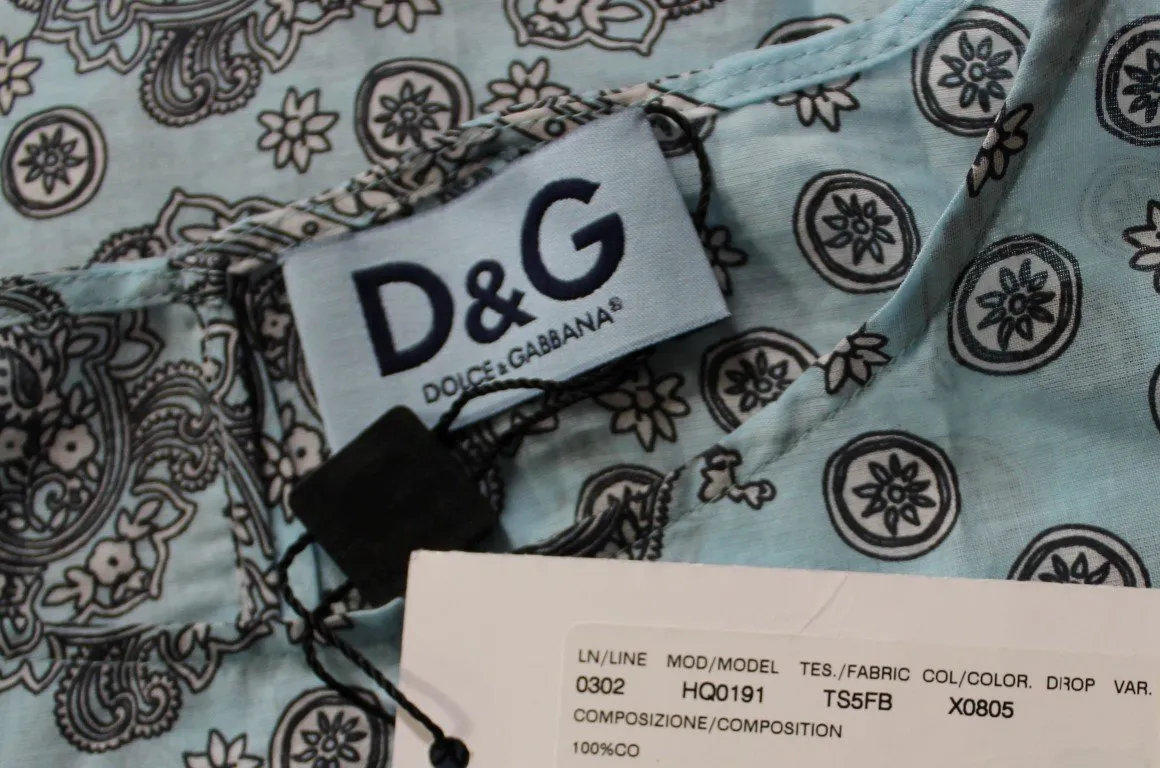 D&G
DOLCE & GABBANA®
LN/LINE MOD/MODEL TES./FABRIC COL/COLOR. DROP VAR.
0302 HQ0191 TS5FB X0805
COMPOSIZIONE/COMPOSITION
100%CO